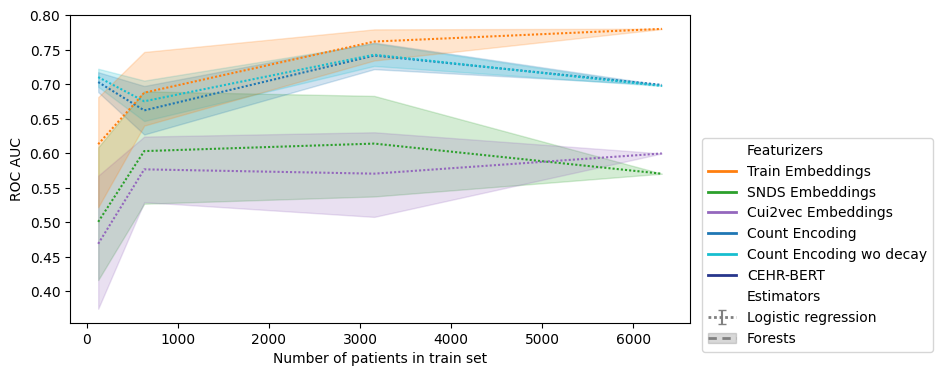 0.80
0.75
0.70
0.65
0.60
0.55
0.50
0.45
0.40
ROC AUC
0 1000 2000 3000 4000 5000 6000
Number of patients in train set
Featurizers
Train Embeddings
SNDS Embeddings
Cui2vec Embeddings
Count Encoding
Count Encoding wo decay
CEHR-BERT
Estimators
Logistic regression
Forests